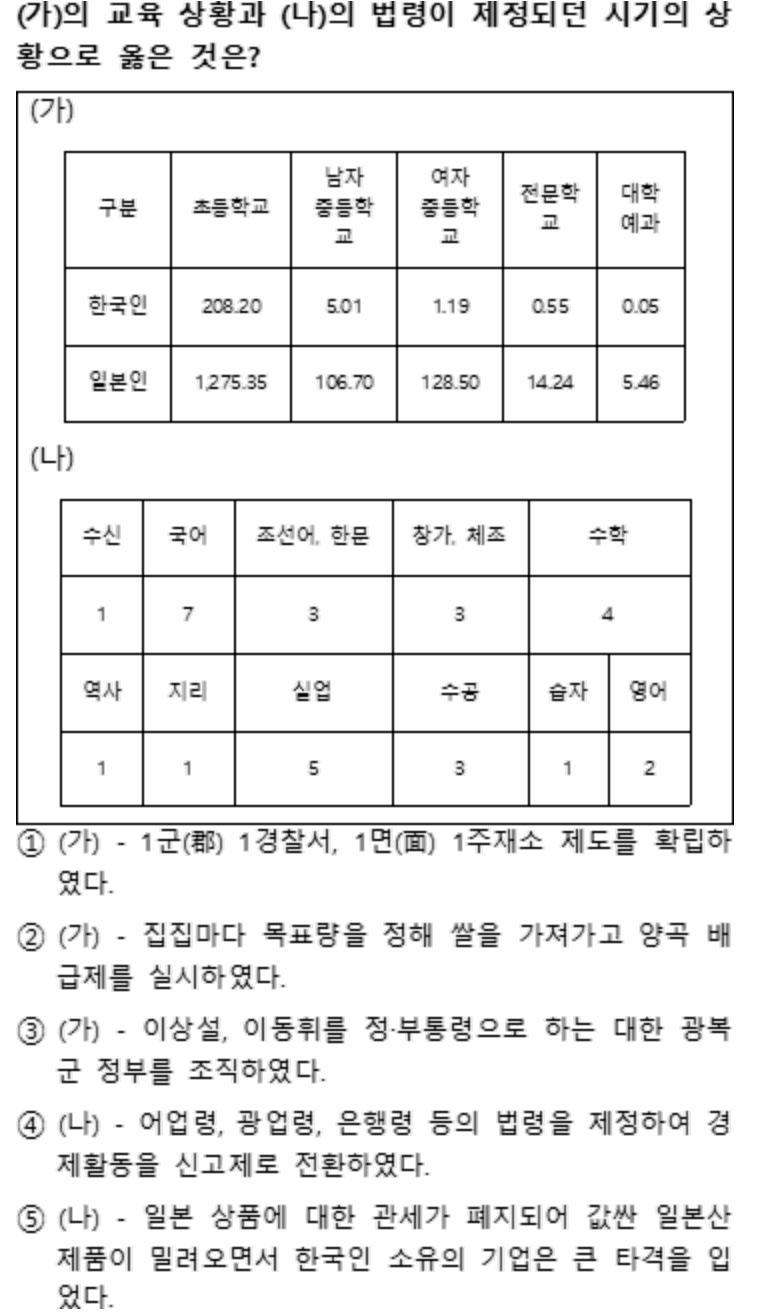 (가)의 교육 상황과 (나)의 법령이 제정되던 시기의 상
황으로 옳은 것은?
(가)
구분 초등학교 남자 중등학교 여자 중등학교 전문학교 대학 예과
한국인 208.20 5.01 1.19 0.55 0.05
일본인 1,275.35 106.70 128.50 14.24 5.46
(나)
수신 국어 조선어, 한문 창가, 체조 수학
1 7 3 3 4
역사 지리 실업 수공 습자 영어
1 1 5 3 1 2
① (가) - 1군(郡) 1경찰서, 1면(面) 1주재소 제도를 확립하
였다.
② (가) - 집집마다 목표량을 정해 쌀을 가져가고 양곡 배
급제를 실시하였다.
③ (가) - 이상설, 이동휘를 정·부통령으로 하는 대한 광복
군 정부를 조직하였다.
④ (나) - 어업령, 광업령, 은행령 등의 법령을 제정하여 경
제활동을 신고제로 전환하였다.
⑤ (나) - 일본 상품에 대한 관세가 폐지되어 값싼 일본산
제품이 밀려오면서 한국인 소유의 기업은 큰 타격을 입
었다.